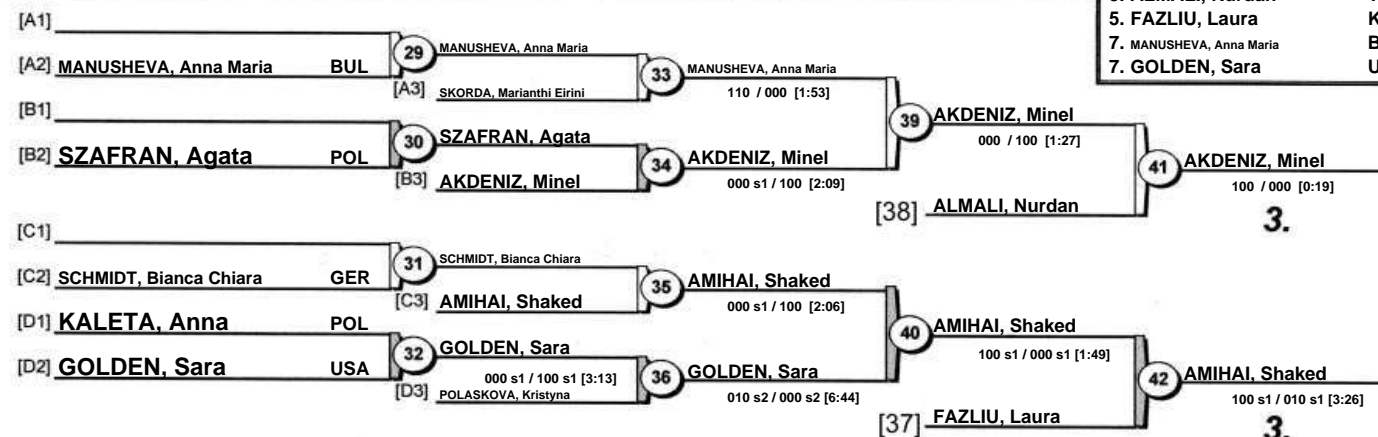 5. FAZLIU, Laura K
7. MANUSHEVA, Anna Maria B
7. GOLDEN, Sara U
[A1]
[A2] MANUSHEVA, Anna Maria BUL
29
MANUSHEVA, Anna Maria
[A3] SKORDA, Marianthi Eirini
33
MANUSHEVA, Anna Maria
110 / 000 [1:53]
[B1]
[B2] SZAFRAN, Agata POL
30
SZAFRAN, Agata
[B3] AKDENIZ, Minel
34
AKDENIZ, Minel
000 s1 / 100 [2:09]
39
AKDENIZ, Minel
000 / 100 [1:27]
[38] ALMALI, Nurdan
41
AKDENIZ, Minel
100 / 000 [0:19]
3.
[C1]
[C2] SCHMIDT, Bianca Chiara GER
31
SCHMIDT, Bianca Chiara
[C3] AMIHAI, Shaked
35
AMIHAI, Shaked
000 s1 / 100 [2:06]
[D1] KALETA, Anna POL
[D2] GOLDEN, Sara USA
32
GOLDEN, Sara
000 s1 / 100 s1 [3:13]
[D3] POLASKOVA, Kristyna
36
GOLDEN, Sara
010 s2 / 000 s2 [6:44]
40
AMIHAI, Shaked
100 s1 / 000 s1 [1:49]
[37] FAZLIU, Laura
42
AMIHAI, Shaked
100 s1 / 010 s1 [3:26]
3.